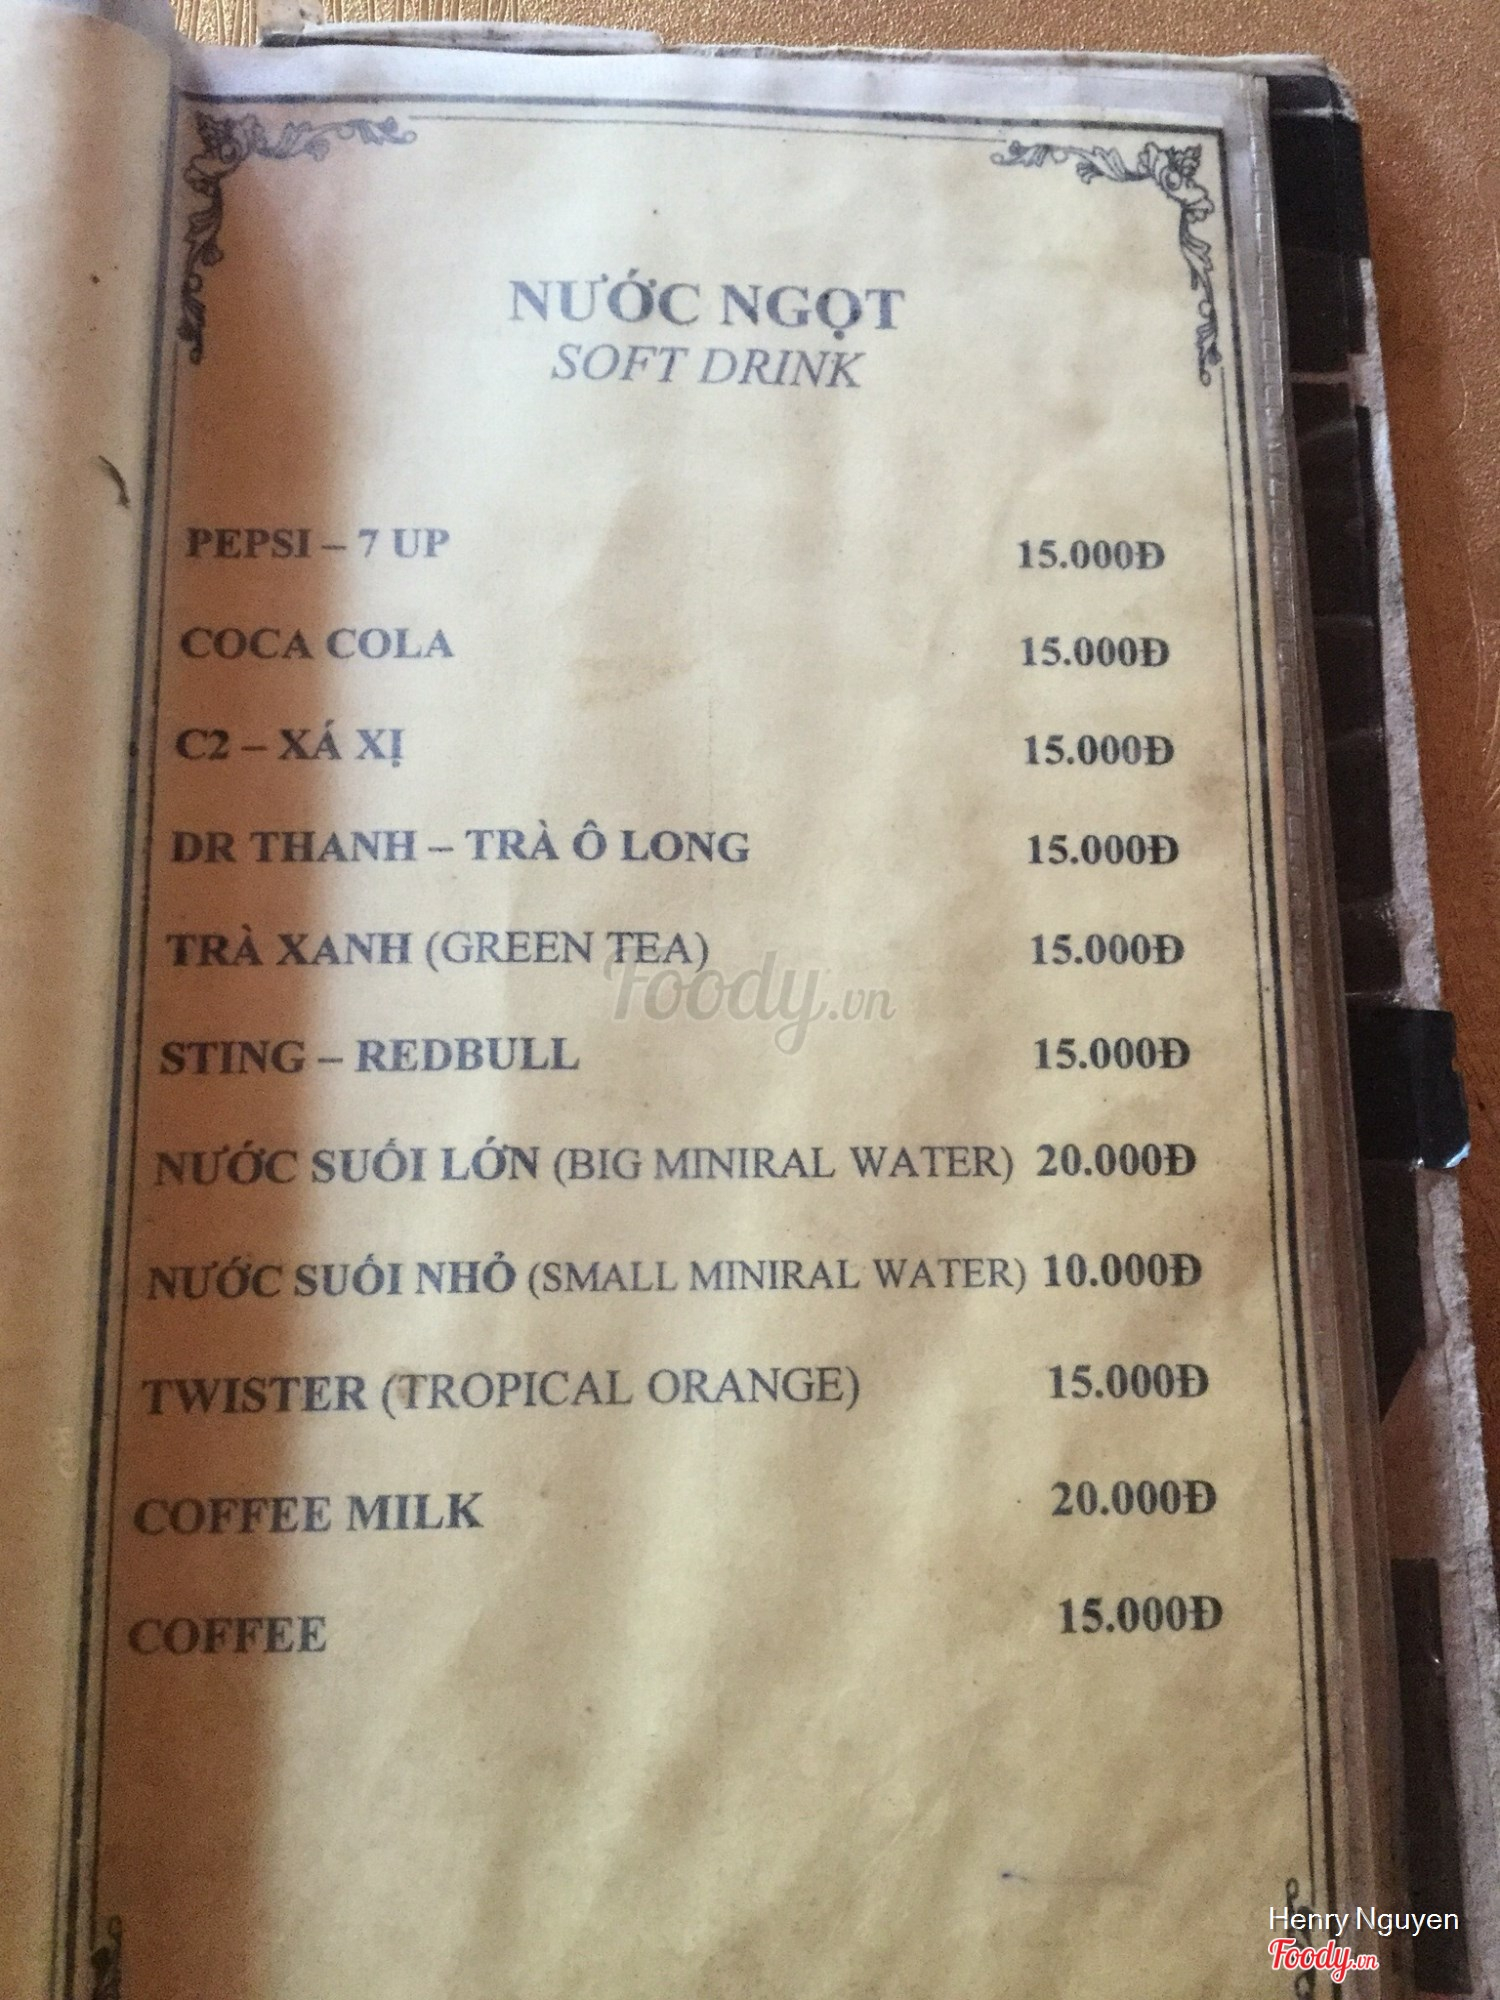 NƯỚC NGỌT
SOFT DRINK
PEPSI – 7 UP 15.000Đ
COCA COLA 15.000Đ
C2 – XÁ XỊ 15.000Đ
DR THANH – TRÀ Ô LONG 15.000Đ
TRÀ XANH (GREEN TEA) 15.000Đ
Foody.vn
STING – REDBULL 15.000Đ
NƯỚC SUỐI LỚN (BIG MINIRAL WATER) 20.000Đ
NƯỚC SUỐI NHỎ (SMALL MINIRAL WATER) 10.000Đ
TWISTER (TROPICAL ORANGE) 15.000Đ
COFFEE MILK 20.000Đ
COFFEE 15.000Đ
Henry Nguyen
Foody.vn